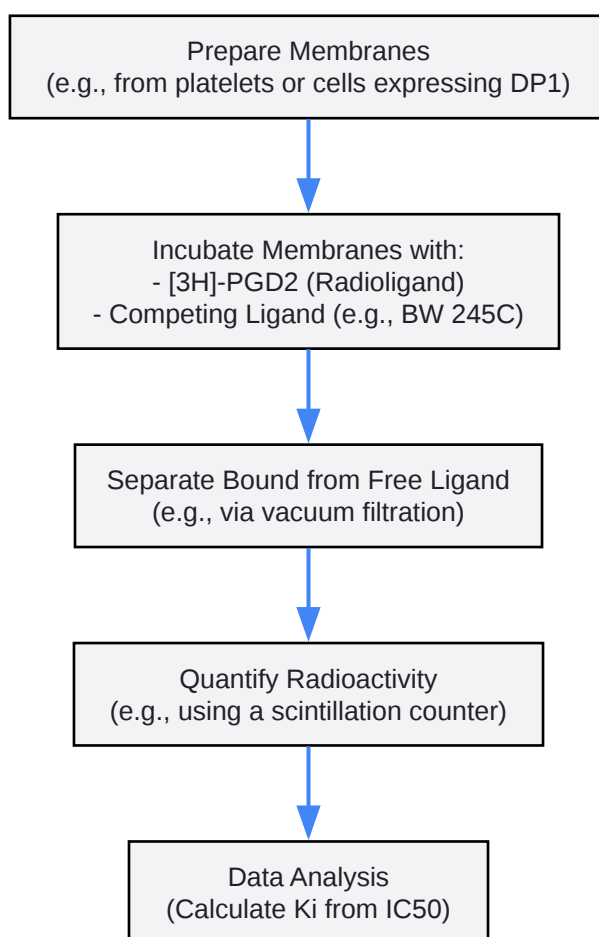 Prepare Membranes
(e.g., from platelets or cells expressing DP1)
Incubate Membranes with:
- [3H]-PGD2 (Radioligand)
- Competing Ligand (e.g., BW 245C)
Separate Bound from Free Ligand
(e.g., via vacuum filtration)
Quantify Radioactivity
(e.g., using a scintillation counter)
Data Analysis
(Calculate Ki from IC50)